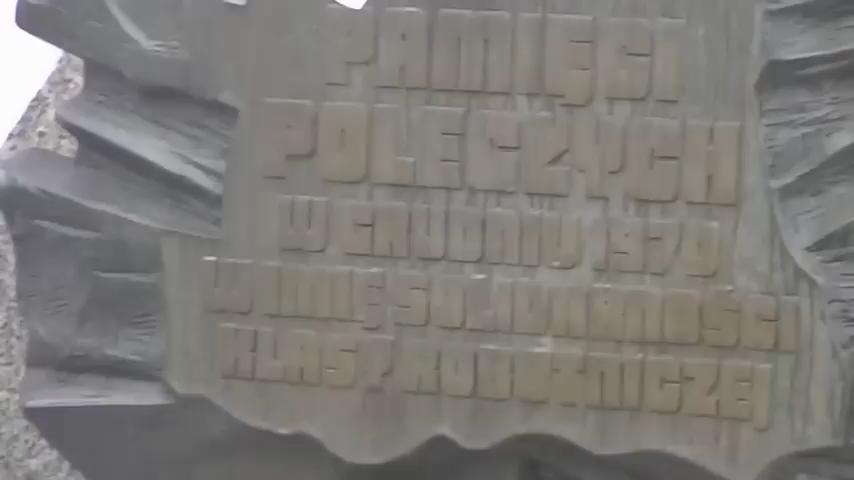 PAMIĘCI
POLEGŁYCH
W GRUDNIU 1970
W IMIĘ SOLIDARNOŚCI
KLASY ROBOTNICZEJ